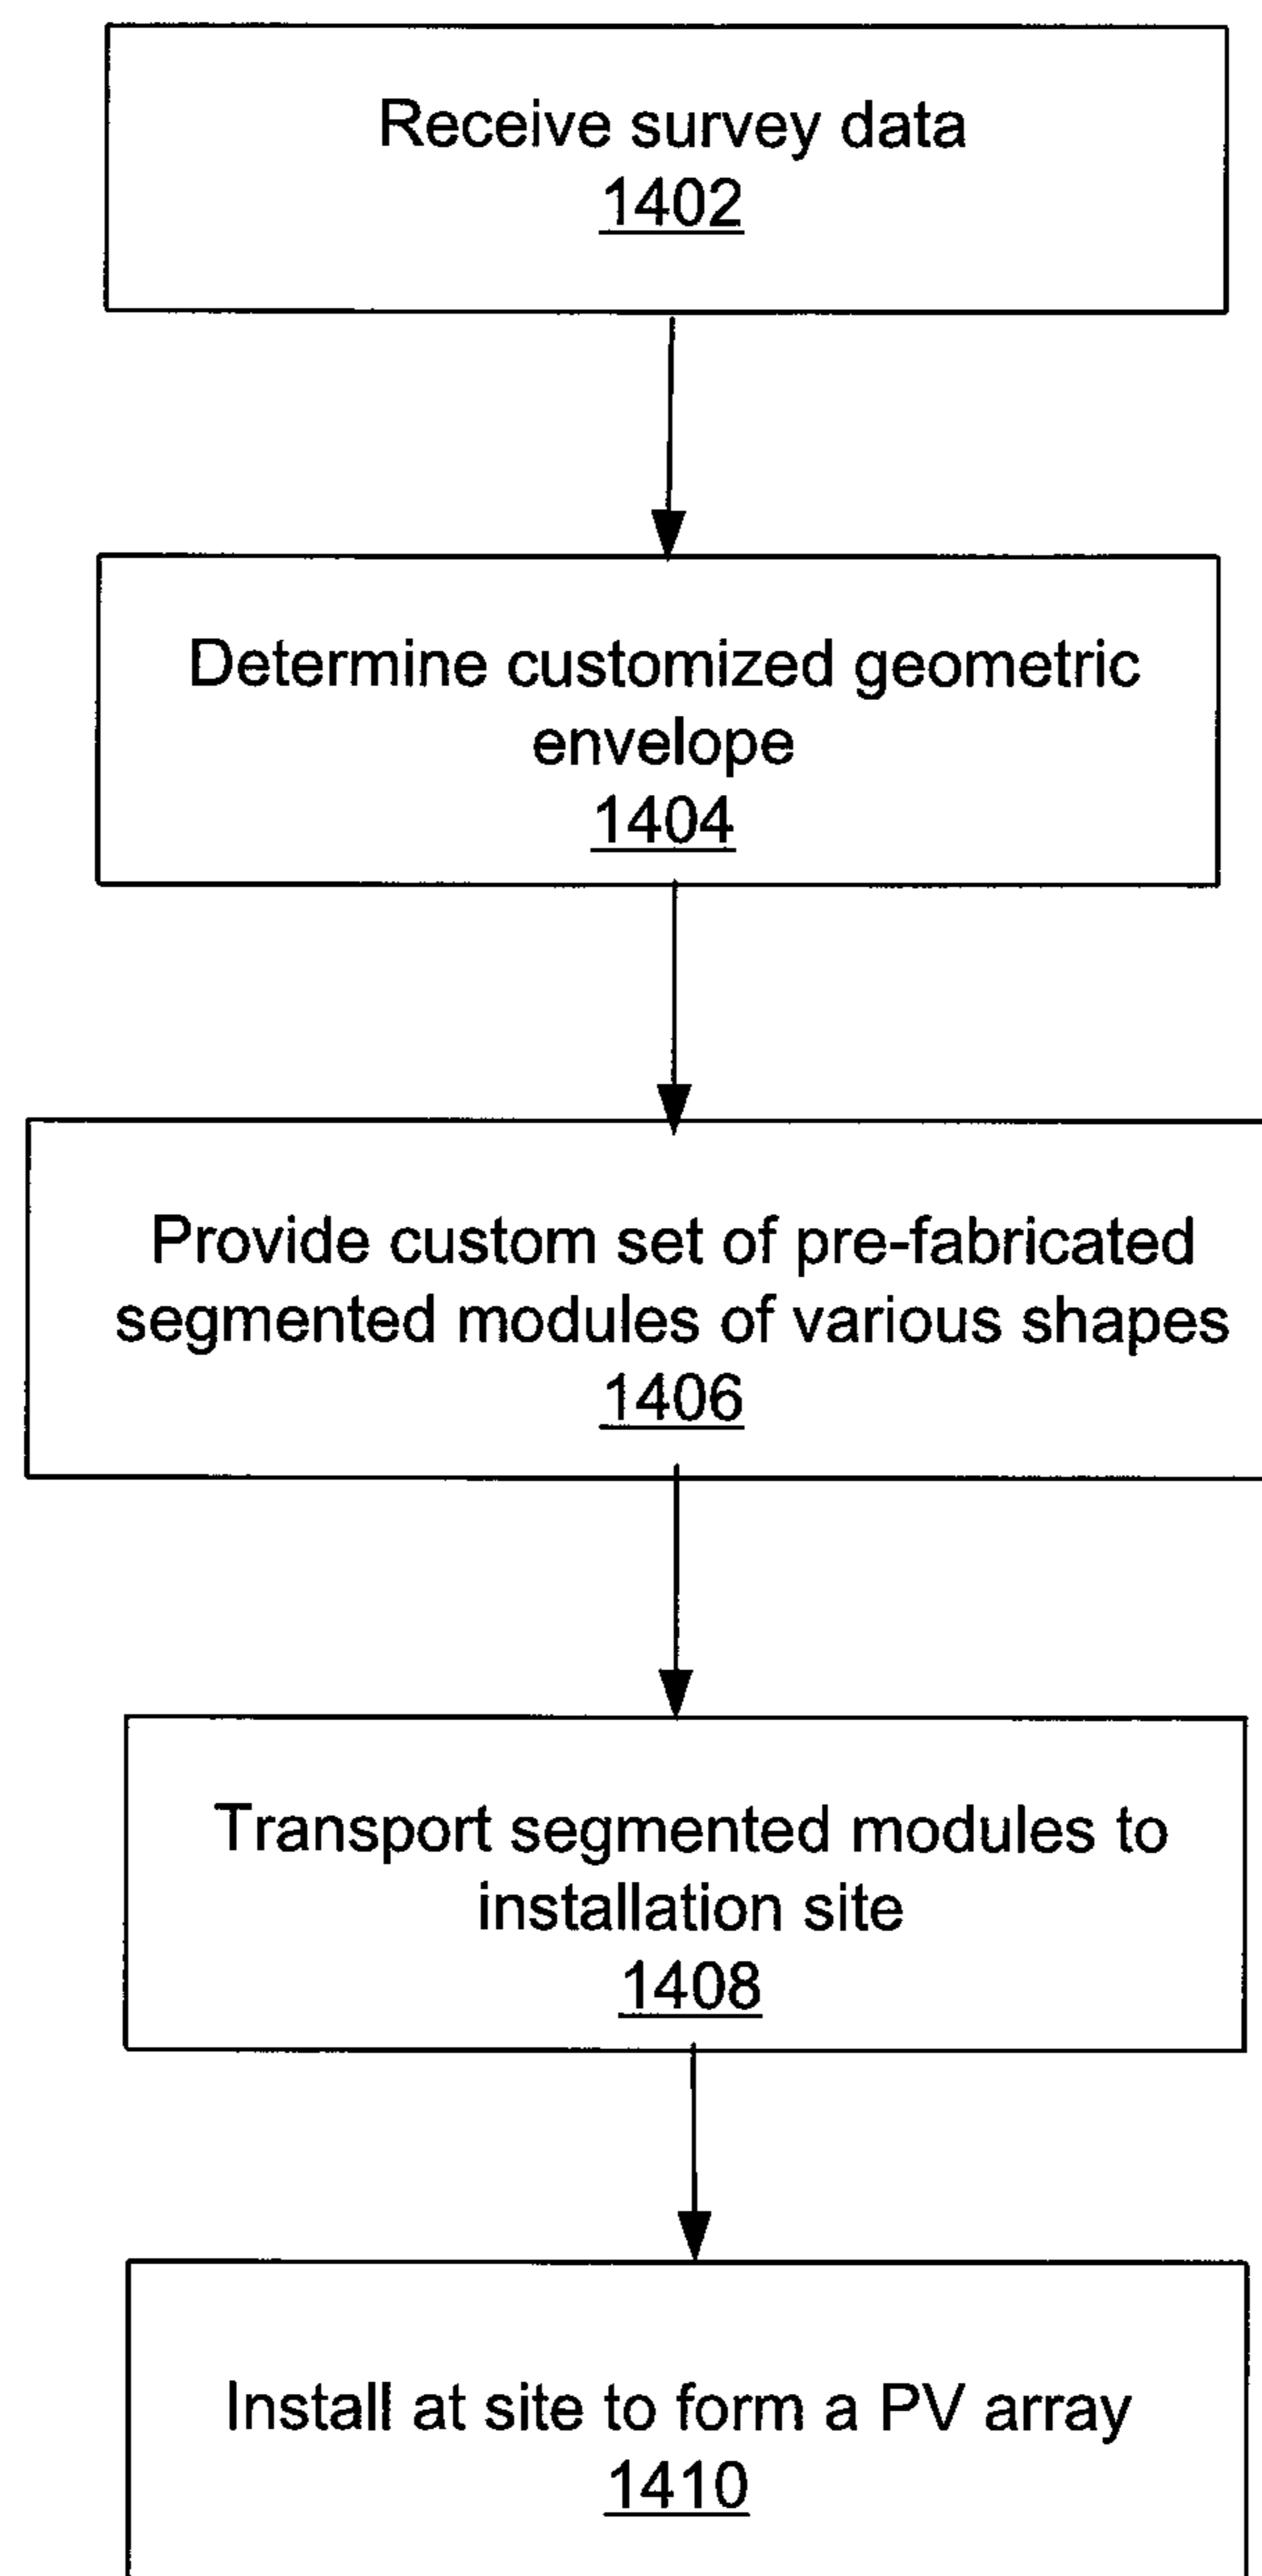 Receive survey data
1402
Determine customized geometric
envelope
1404
Provide custom set of pre-fabricated
segmented modules of various shapes
1406
Transport segmented modules to
installation site
1408
Install at site to form a PV array
1410